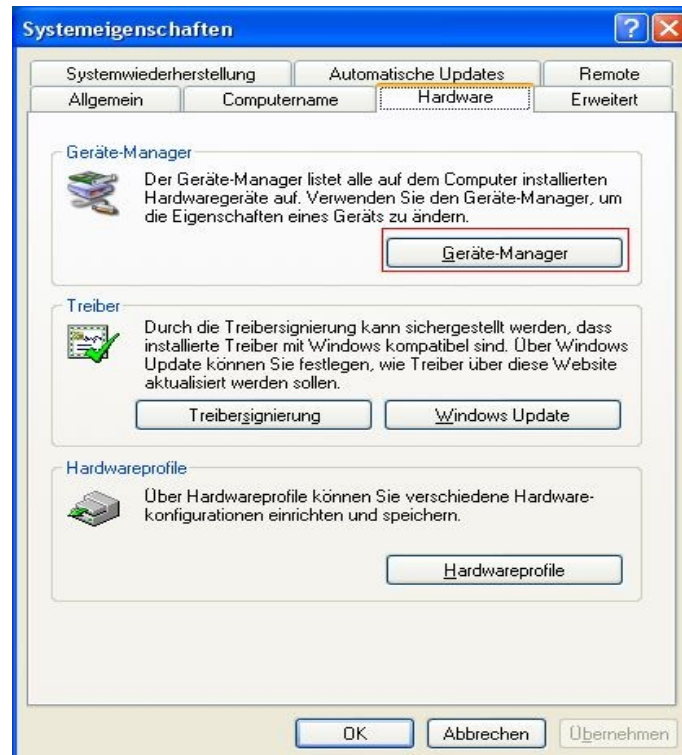 Systemeigenschaften
Systemwiederherstellung Automatische Updates Remote
Allgemein Computername Hardware Erweitert
Geräte-Manager
Der Geräte-Manager listet alle auf dem Computer installierten
Hardwaregeräte auf. Verwenden Sie den Geräte-Manager, um
die Eigenschaften eines Geräts zu ändern.
Geräte-Manager
Treiber
Durch die Treibersignierung kann sichergestellt werden, dass
installierte Treiber mit Windows kompatibel sind. Über Windows
Update können Sie festlegen, wie Treiber über diese Website
aktualisiert werden sollen.
Treibersignierung Windows Update
Hardwareprofile
Über Hardwareprofile können Sie verschiedene Hardware-
konfigurationen einrichten und speichern.
Hardwareprofile
OK Abbrechen Übernehmen